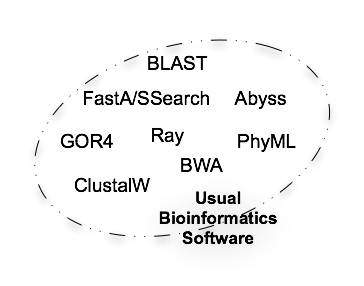 BLAST
FastA/SSearch Abyss
GOR4 Ray PhyML
BWA
ClustalW
Usual
Bioinformatics
Software